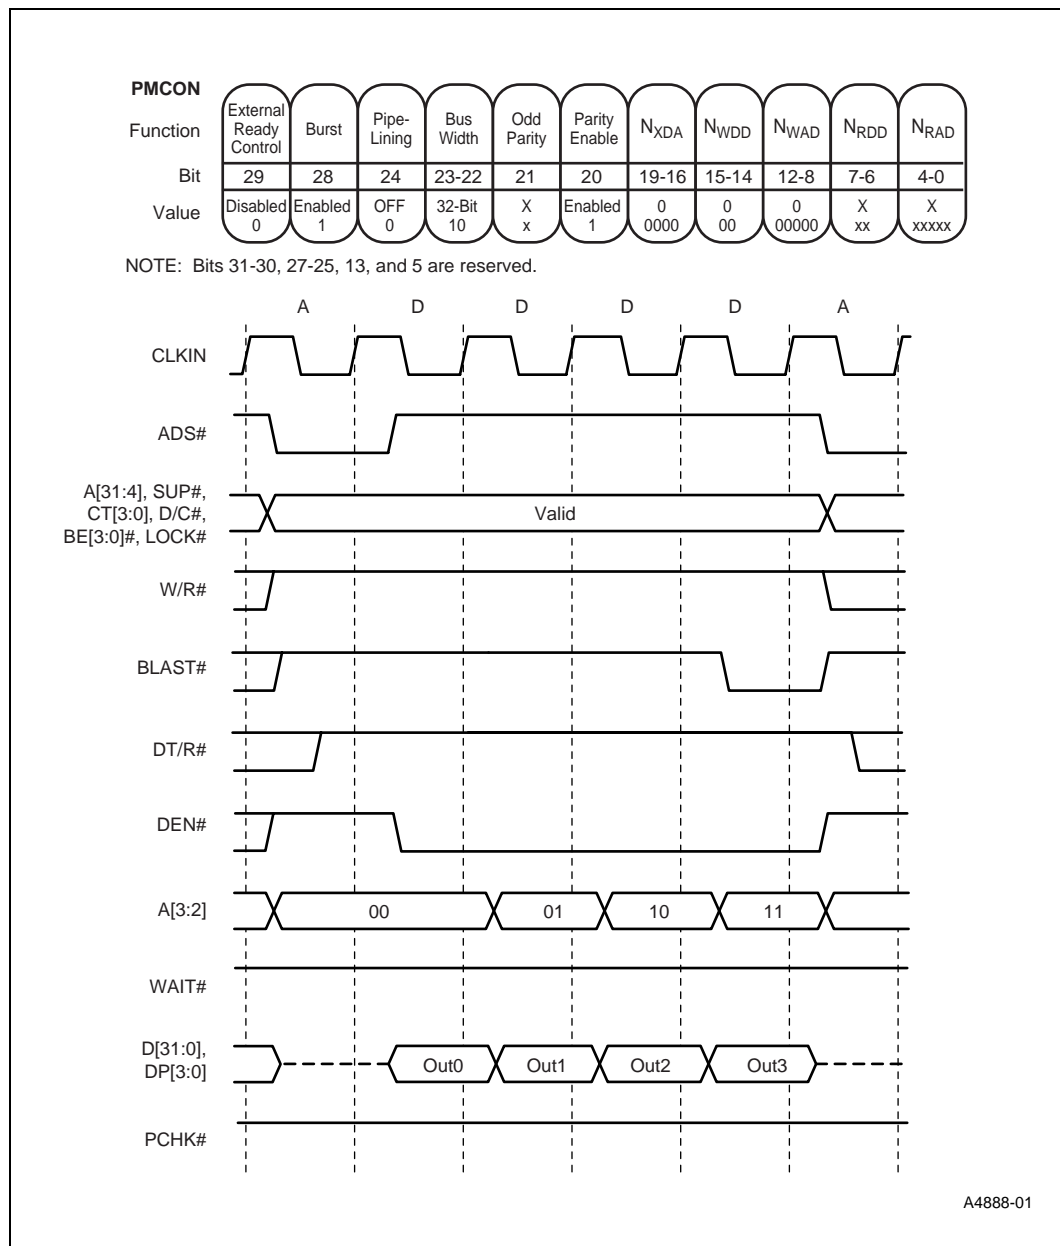 PMCON
Function
External Ready Control
Burst
Pipe-Lining
Bus Width
Odd Parity
Parity Enable
NXDA
NWDD
NWAD
NRDD
NRAD
Bit 29 28 24 23-22 21 20 19-16 15-14 12-8 7-6 4-0
Value Disabled Enabled OFF 32-Bit X Enabled 0 0 0 X X
0 1 0 10 x 1 0000 00 00000 xx xxxxx
NOTE: Bits 31-30, 27-25, 13, and 5 are reserved.
A D D D D A
CLKIN
ADS#
A[31:4], SUP#,
CT[3:0], D/C#,
BE[3:0]#, LOCK#
Valid
W/R#
BLAST#
DT/R#
DEN#
A[3:2] 00 01 10 11
WAIT#
D[31:0],
DP[3:0]
Out0 Out1 Out2 Out3
PCHK#
A4888-01